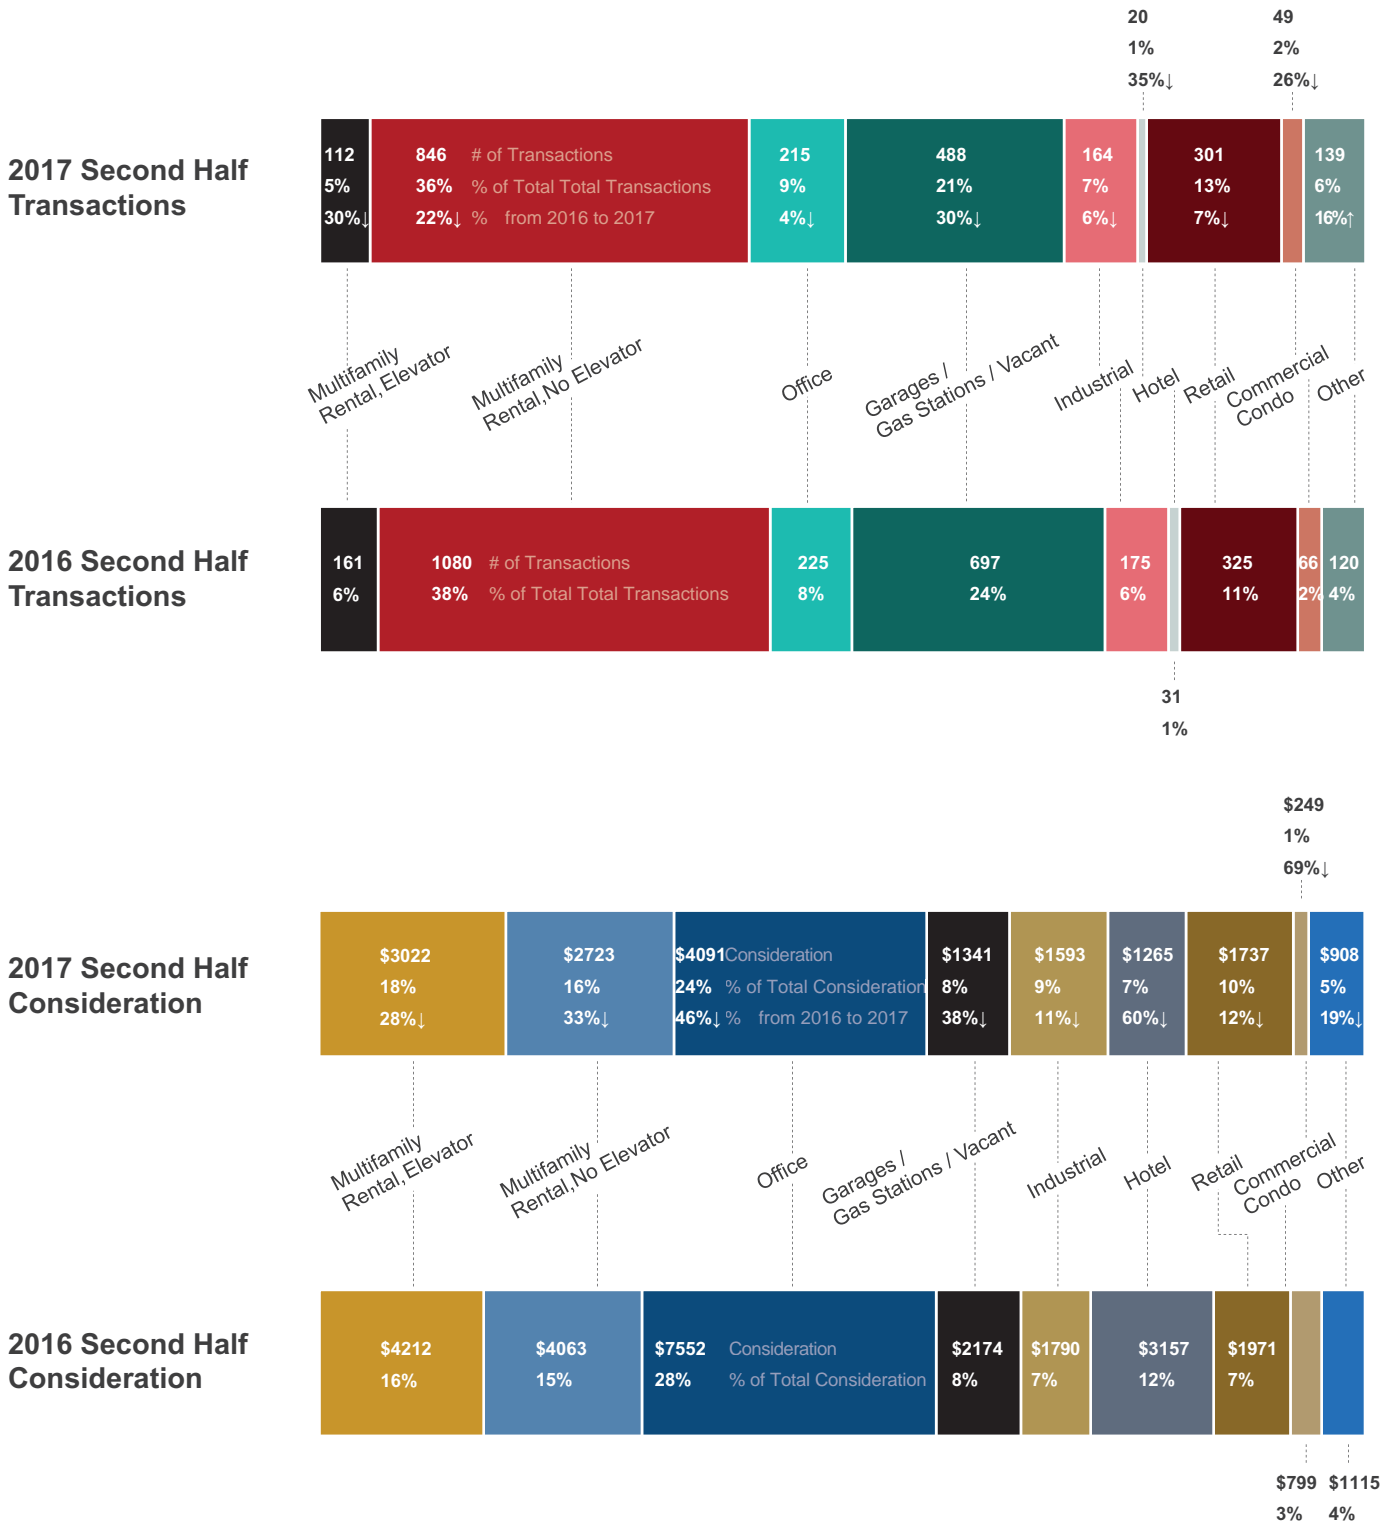 20 49
1% 2%
35%↓ 26%↓
2017 Second Half
Transactions
112 846 # of Transactions 215 488 164 301 139
5% 36% % of Total Total Transactions 9% 21% 7% 13% 6%
30%↓ 22%↓ % from 2016 to 2017 4%↓ 30%↓ 6%↓ 7%↓ 16%↑
Multifamily
Rental, Elevator
Multifamily
Rental,No Elevator
Office
Garages /
Gas Stations / Vacant
Industrial
Hotel
Retail
Commercial
Condo
Other
2016 Second Half
Transactions
161 1080 # of Transactions 225 697 175 325 66 120
6% 38% % of Total Total Transactions 8% 24% 6% 11% 2% 4%
31
1%
$249
1%
69%↓
2017 Second Half
Consideration
$3022 $2723 $4091 Consideration $1341 $1593 $1265 $1737 $908
18% 16% 24% % of Total Consideration 8% 9% 7% 10% 5%
28%↓ 33%↓ 46%↓ % from 2016 to 2017 38%↓ 11%↓ 60%↓ 12%↓ 19%↓
Multifamily
Rental, Elevator
Multifamily
Rental,No Elevator
Office
Garages /
Gas Stations / Vacant
Industrial
Hotel
Retail
Commercial
Condo
Other
2016 Second Half
Consideration
$4212 $4063 $7552 Consideration $2174 $1790 $3157 $1971
16% 15% 28% % of Total Consideration 8% 7% 12% 7%
$799 $1115
3% 4%